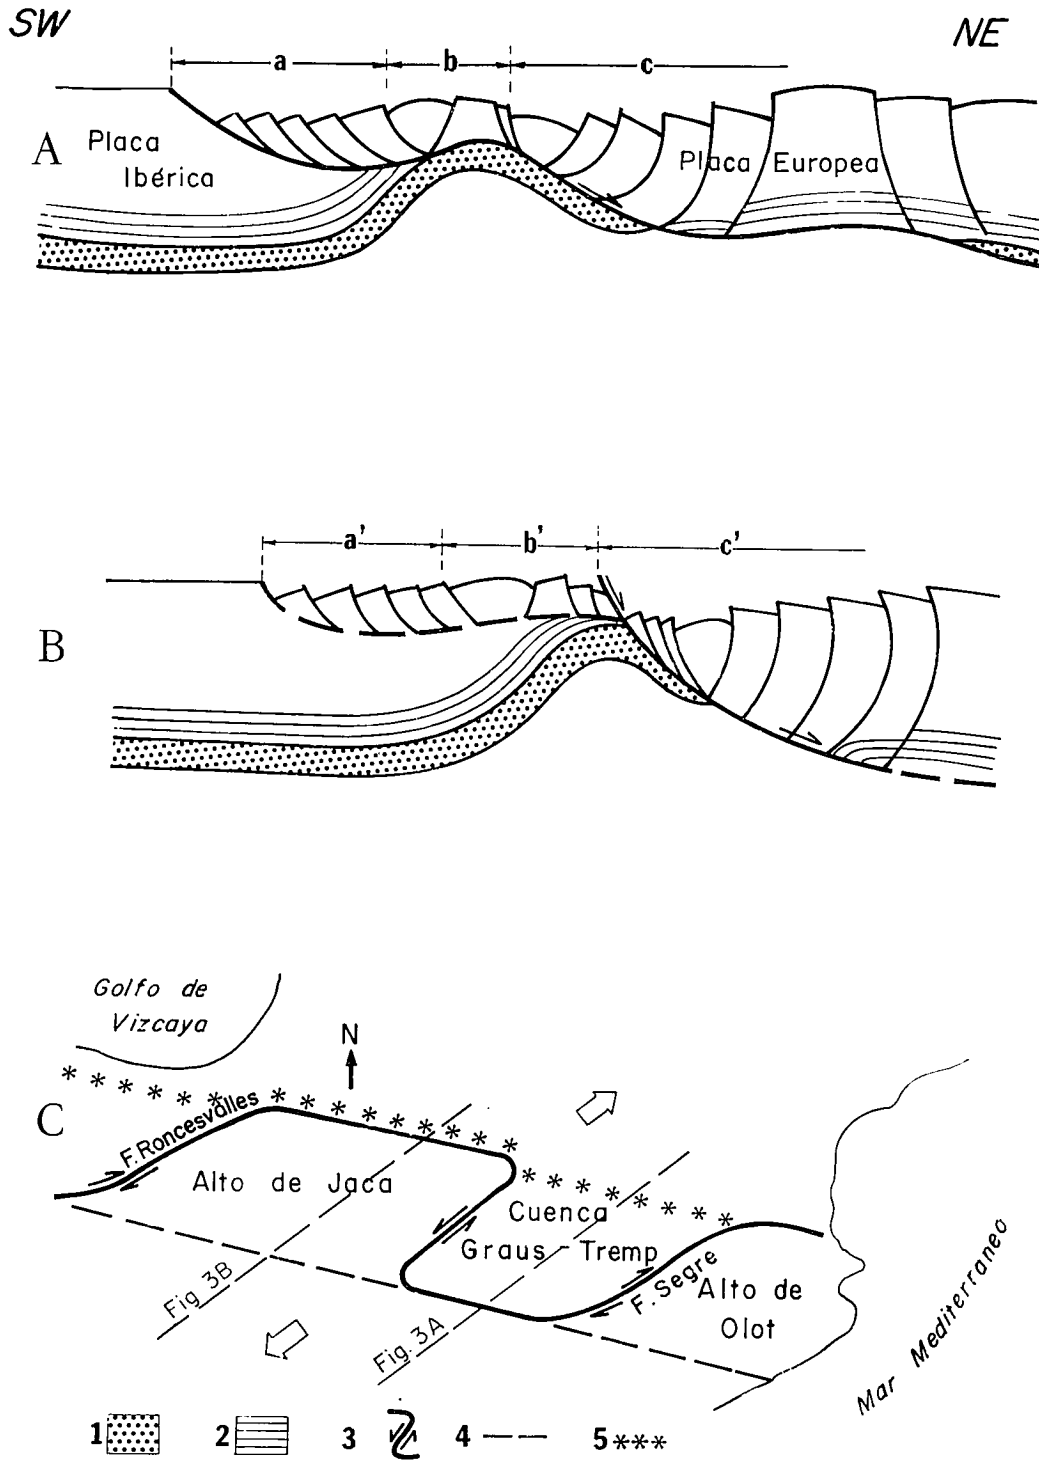 SW
NE
a b c
A
Placa
Ibérica
Placa Europea
a' b' c'
B
Golfo de
Vizcaya
N
C
F. Roncesvalles
Alto de Jaca
Cuenca
Graus - Tremp
F. Segre
Alto de
Olot
Fig 3B
Fig. 3A
Mar Mediterraneo
1 2 3 4 5